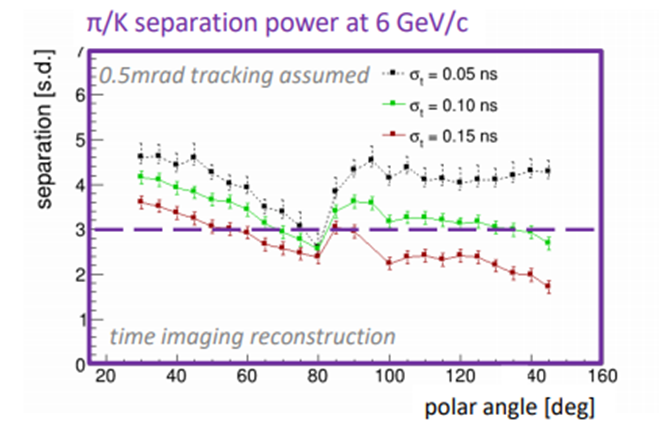 π/K separation power at 6 GeV/c
separation [s.d.]
7
0.5mrad tracking assumed
σt = 0.05 ns
σt = 0.10 ns
σt = 0.15 ns
6
5
4
3
2
1
0
time imaging reconstruction
20 40 60 80 100 120 40 160
polar angle [deg]